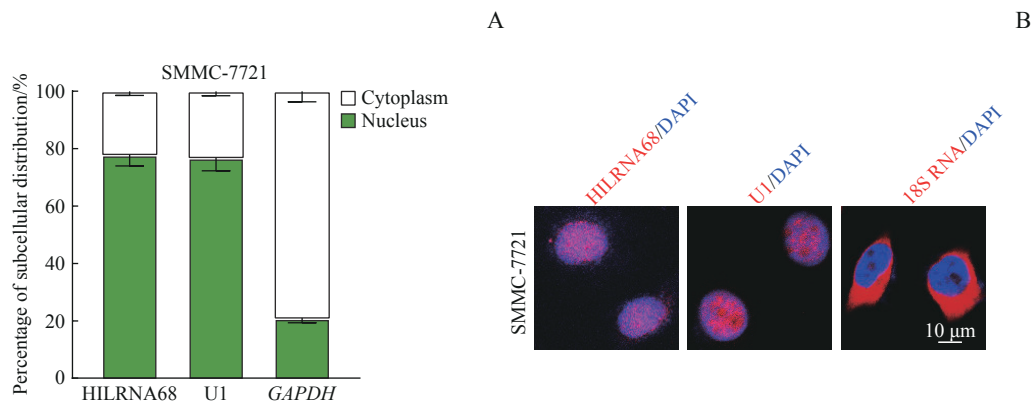 A
B
SMMC-7721
Percentage of subcellular distribution/%
100
80
60
40
20
0
Cytoplasm
Nucleus
HILRNA68
U1
GAPDH
HILRNA68/DAPI
U1/DAPI
18S RNA/DAPI
SMMC-7721
10 μm